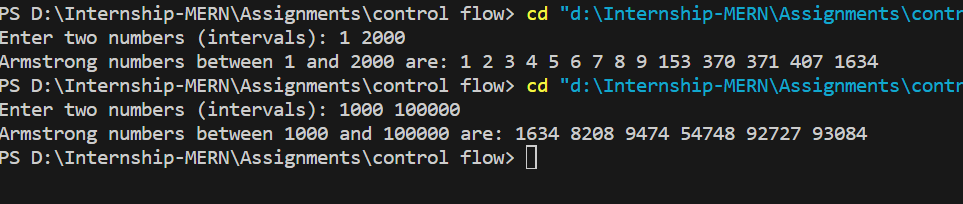 PS D:\Internship-MERN\Assignments\control flow> cd "d:\Internship-MERN\Assignments\contr
Enter two numbers (intervals): 1 2000
Armstrong numbers between 1 and 2000 are: 1 2 3 4 5 6 7 8 9 153 370 371 407 1634
PS D:\Internship-MERN\Assignments\control flow> cd "d:\Internship-MERN\Assignments\contr
Enter two numbers (intervals): 1000 100000
Armstrong numbers between 1000 and 100000 are: 1634 8208 9474 54748 92727 93084
PS D:\Internship-MERN\Assignments\control flow>